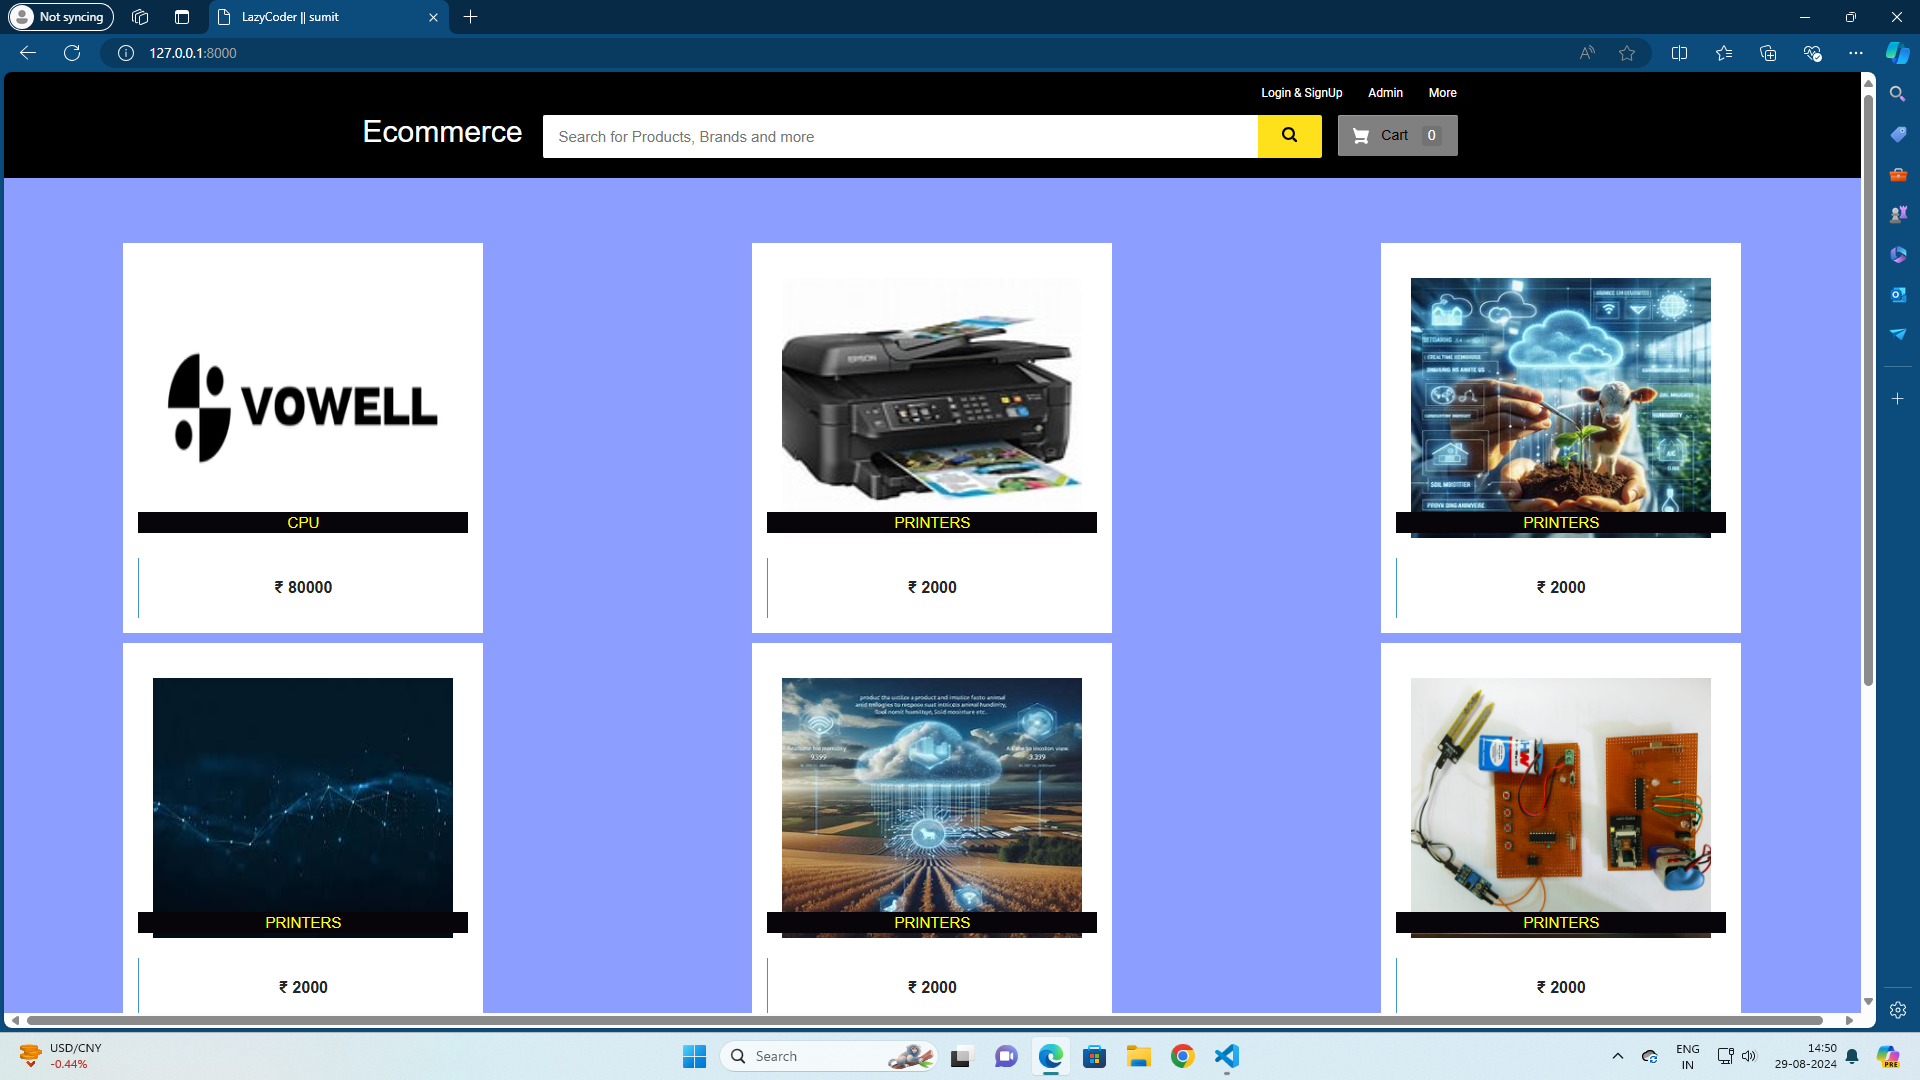 Not syncing
LazyCoder || sumit
127.0.0.1:8000
Login & SignUp Admin More
Ecommerce
Search for Products, Brands and more
Cart 0
VOWELL
EPSON
CPU
PRINTERS
PRINTERS
₹ 80000
₹ 2000
₹ 2000
PRINTERS
PRINTERS
PRINTERS
₹ 2000
₹ 2000
₹ 2000
USD/CNY
-0.44%
Search
ENG
IN
14:50
29-08-2024
PRE